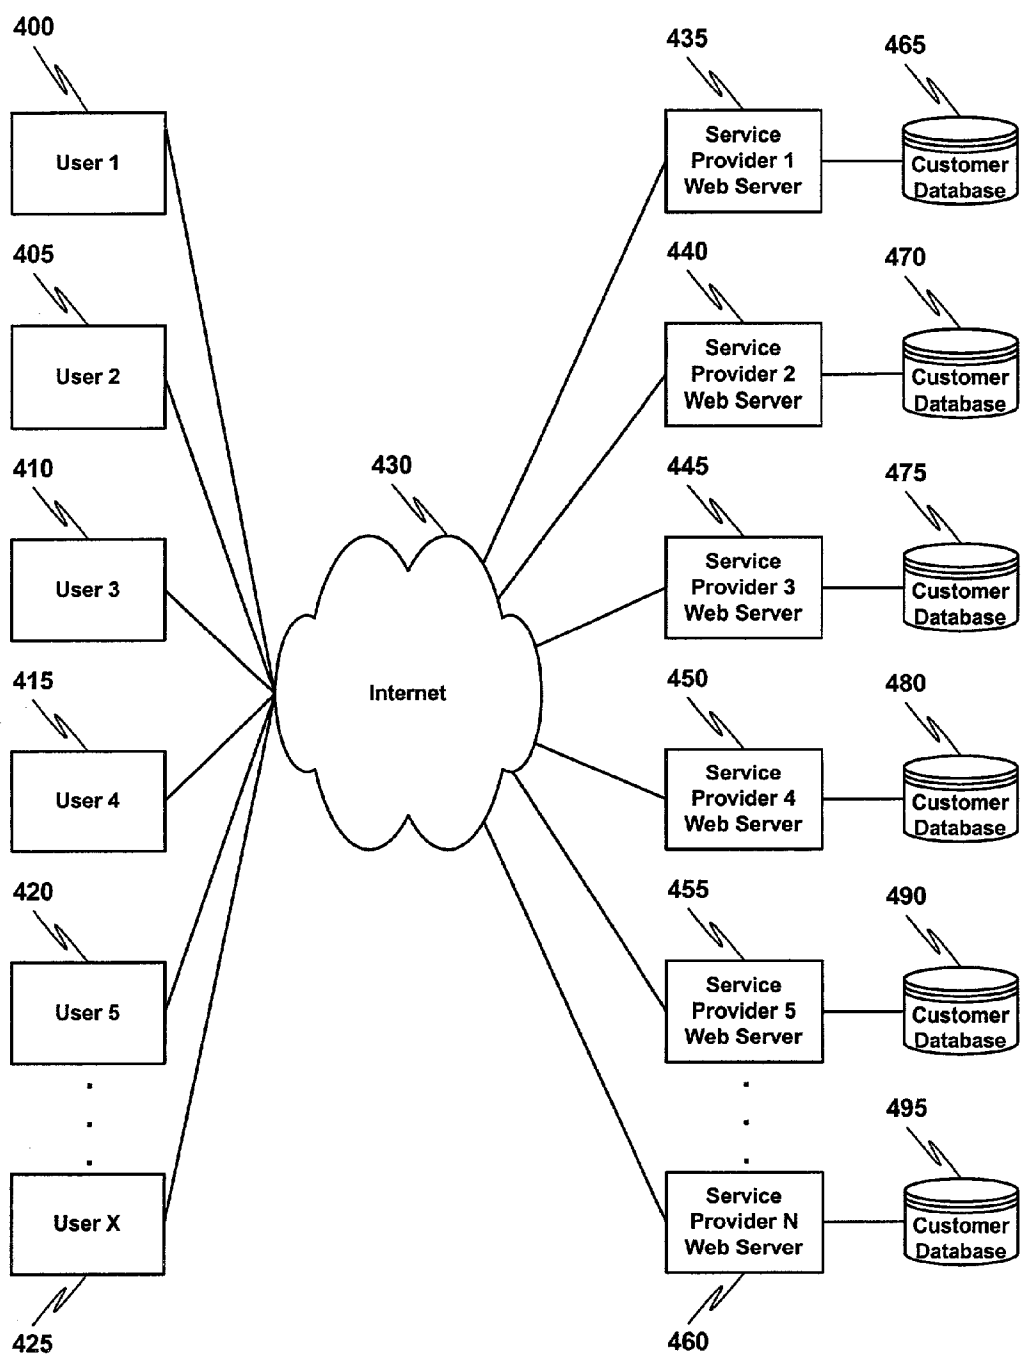 400
435
465
User 1
Service
Provider 1
Web Server
Customer
Database
405
440
470
User 2
Service
Provider 2
Web Server
Customer
Database
410
430
445
475
User 3
Service
Provider 3
Web Server
Customer
Database
Internet
415
450
480
User 4
Service
Provider 4
Web Server
Customer
Database
420
455
490
User 5
Service
Provider 5
Web Server
Customer
Database
495
User X
Service
Provider N
Web Server
Customer
Database
425
460